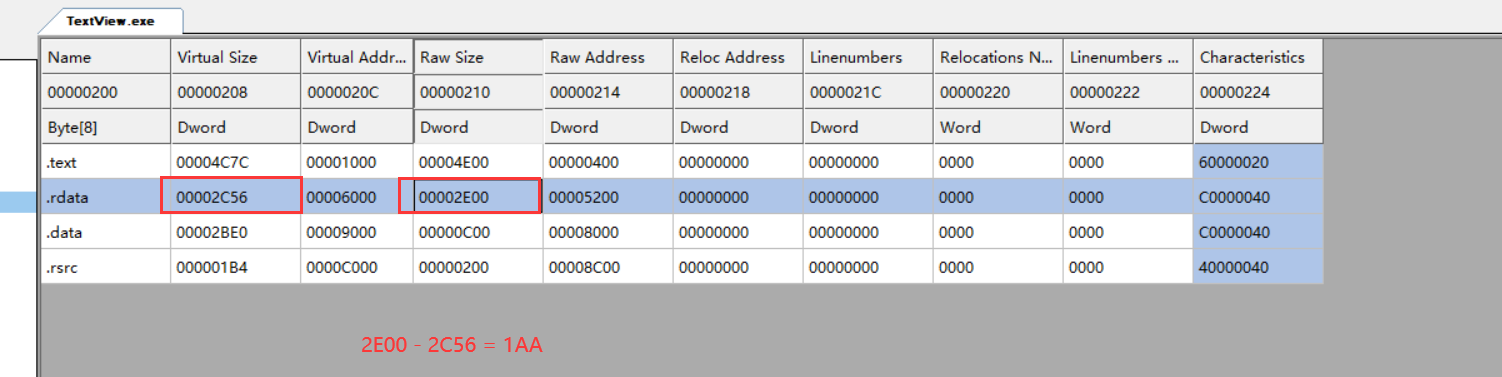 TextView.exe
Name Virtual Size Virtual Addr... Raw Size Raw Address Reloc Address Linenumbers Relocations N... Linenumbers ... Characteristics
00000200 00000208 0000020C 00000210 00000214 00000218 0000021C 00000220 00000222 00000224
Byte[8] Dword Dword Dword Dword Dword Dword Word Word Dword
.text 00004C7C 00001000 00004E00 00000400 00000000 00000000 0000 0000 60000020
.rdata 00002C56 00006000 00002E00 00005200 00000000 00000000 0000 0000 C0000040
.data 00002BE0 00009000 00000C00 00008000 00000000 00000000 0000 0000 C0000040
.rsrc 000001B4 0000C000 00000200 00008C00 00000000 00000000 0000 0000 40000040
2E00 - 2C56 = 1AA